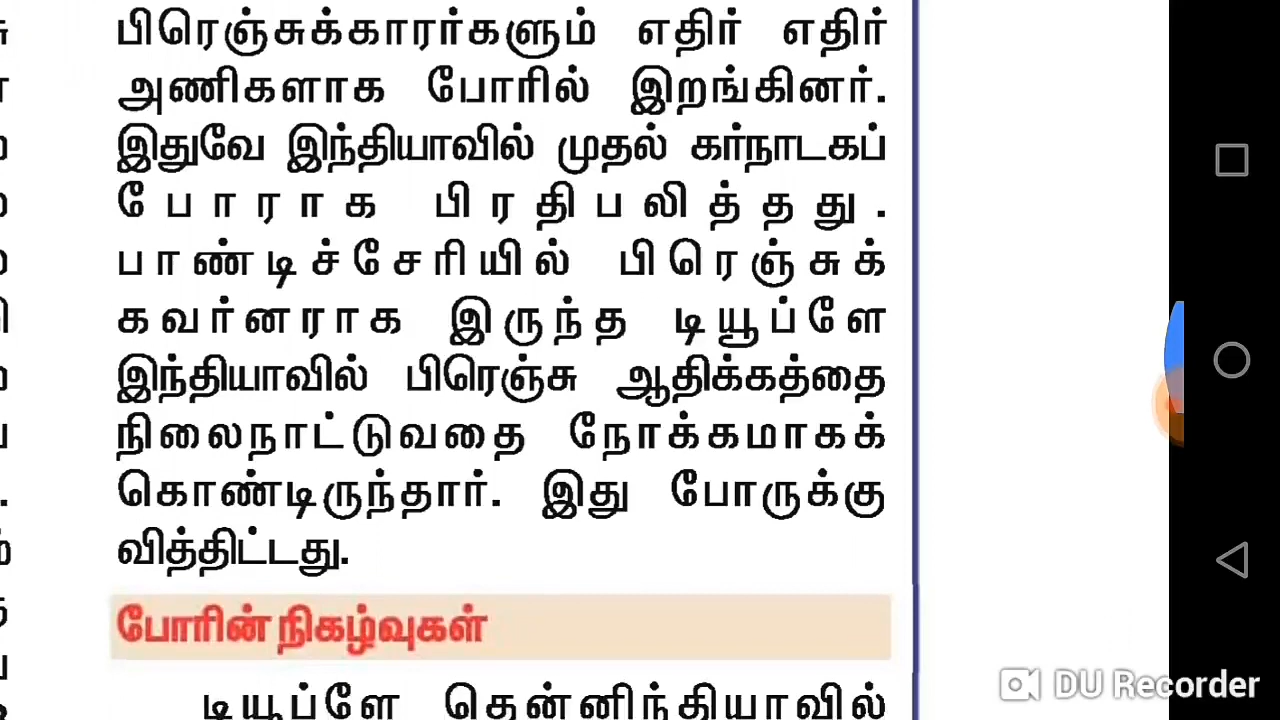 பிரெஞ்சுக்காரர்களும் எதிர் எதிர்
அணிகளாக போரில் இறங்கினர்.
இதுவே இந்தியாவில் முதல் கர்நாடகப்
போராக பிரதிபலித்தது.
பாண்டிச்சேரியில் பிரெஞ்சுக்
கவர்னராக இருந்த டியூப்ளே
இந்தியாவில் பிரெஞ்சு ஆதிக்கத்தை
நிலைநாட்டுவதை நோக்கமாகக்
கொண்டிருந்தார். இது போருக்கு
வித்திட்டது.
போரின் நிகழ்வுகள்
டியூப்ளே தென்னிந்தியாவில்
DU Recorder